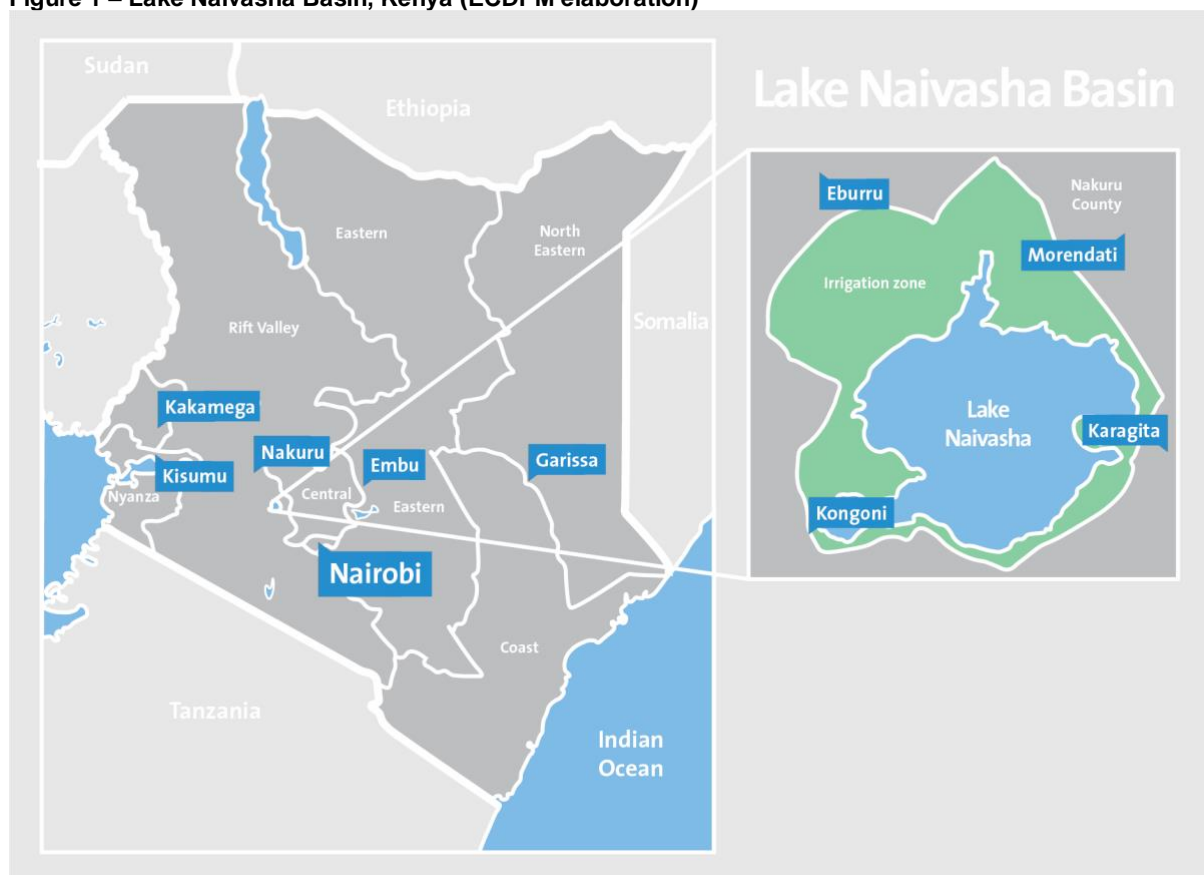 Figure 1 – Lake Naivasha Basin, Kenya (ECDPM elaboration)
Sudan
Ethiopia
Lake Naivasha Basin
Eburru
Nakuru
County
Morendati
Irrigation zone
Lake
Naivasha
Karagita
Kongoni
Eastern
North
Eastern
Rift Valley
Somalia
Kakamega
Nakuru
Embu
Garissa
Kisumu
Nyanza
Central
Eastern
Nairobi
Coast
Tanzania
Indian
Ocean